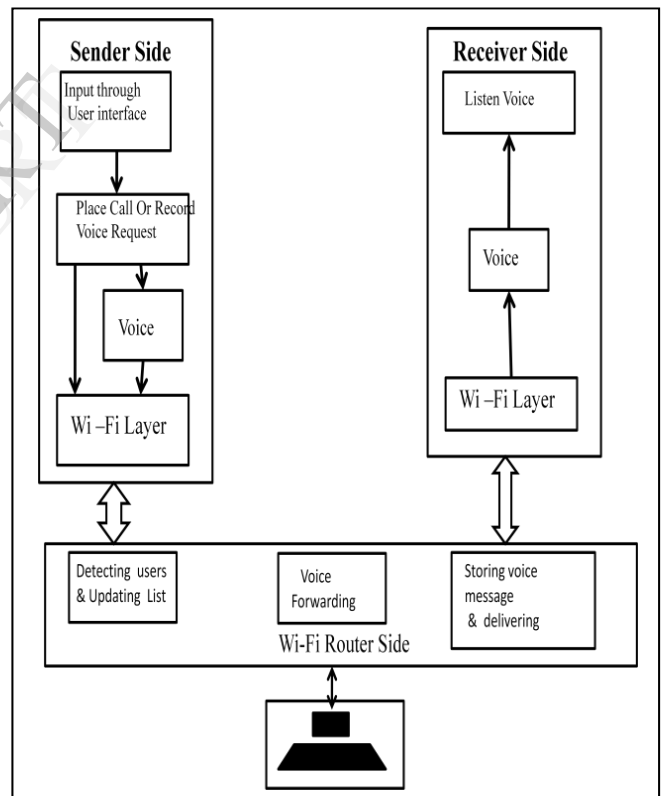 Sender Side
Input through
User interface
Place Call Or Record
Voice Request
Voice
Wi –Fi Layer
Receiver Side
Listen Voice
Voice
Wi –Fi Layer
Detecting users
& Updating List
Voice
Forwarding
Storing voice
message
& delivering
Wi-Fi Router Side